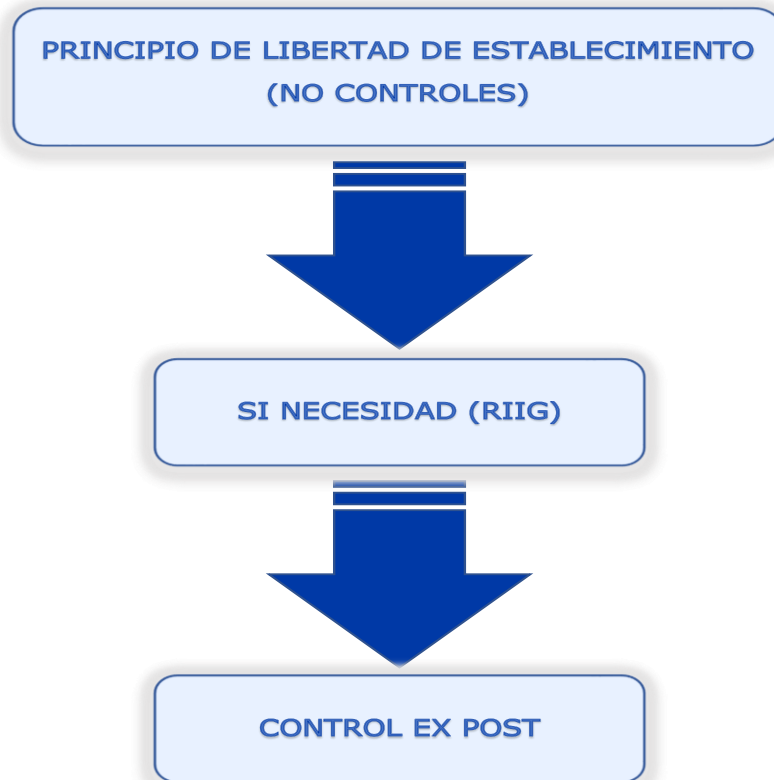 PRINCIPIO DE LIBERTAD DE ESTABLECIMIENTO
(NO CONTROLES)
SI NECESIDAD (RIIG)
CONTROL EX POST